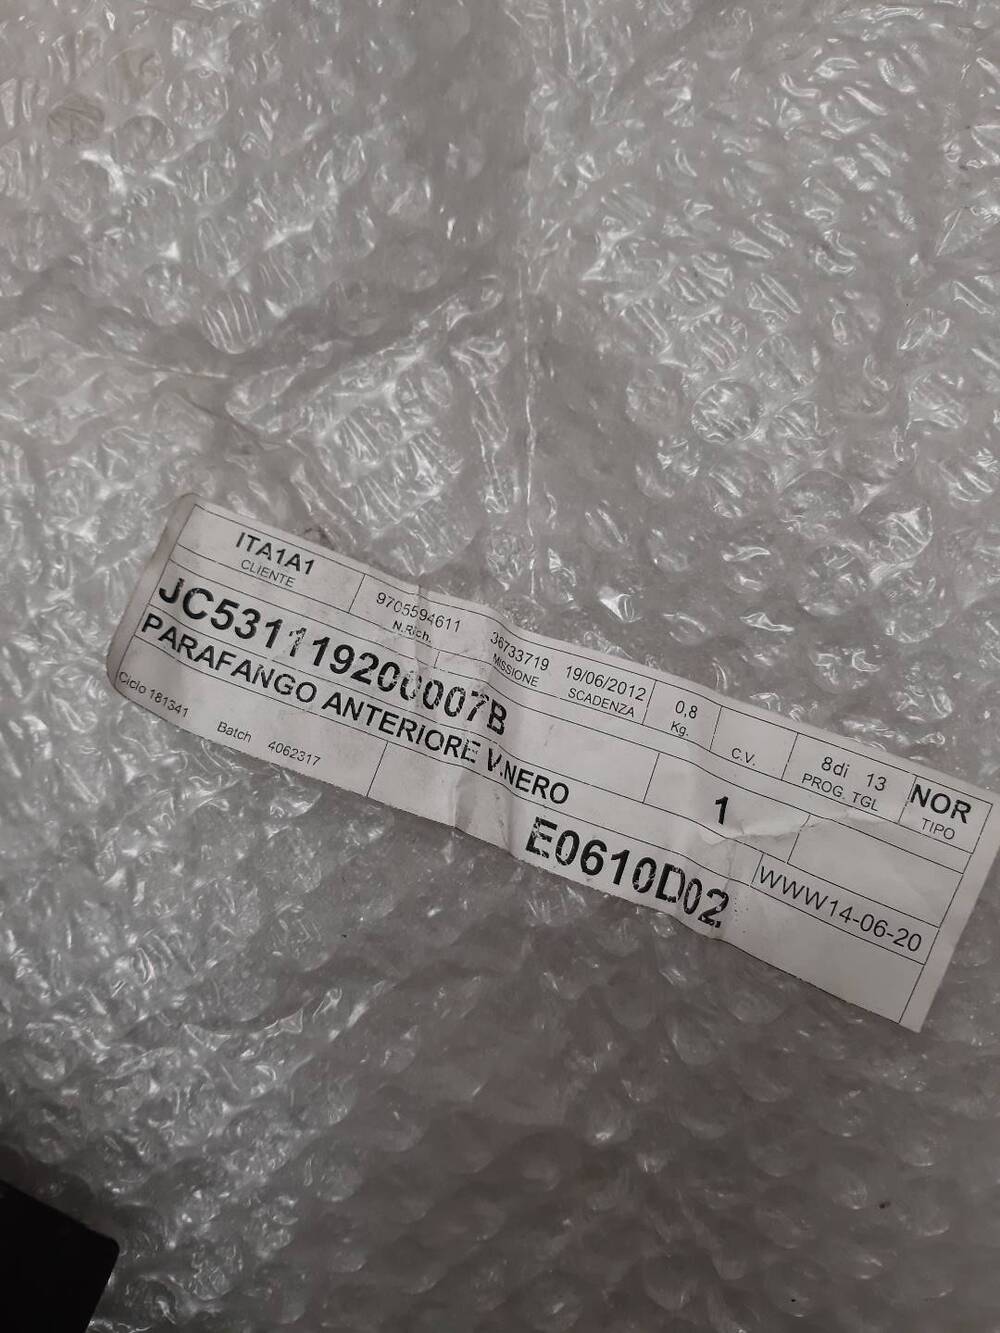 ITA1A1
CLIENTE
9705594611
N.Rich.
36733719
MISSIONE
19/06/2012
SCADENZA
0,8
Kg.
C.V.
8di 13
PROG. TGL
NOR
TIPO
JC531119200007B
PARAFANGO ANTERIORE V.NERO
1
Ciclo 181341
Batch 4062317
E0610D02
WWW14-06-20